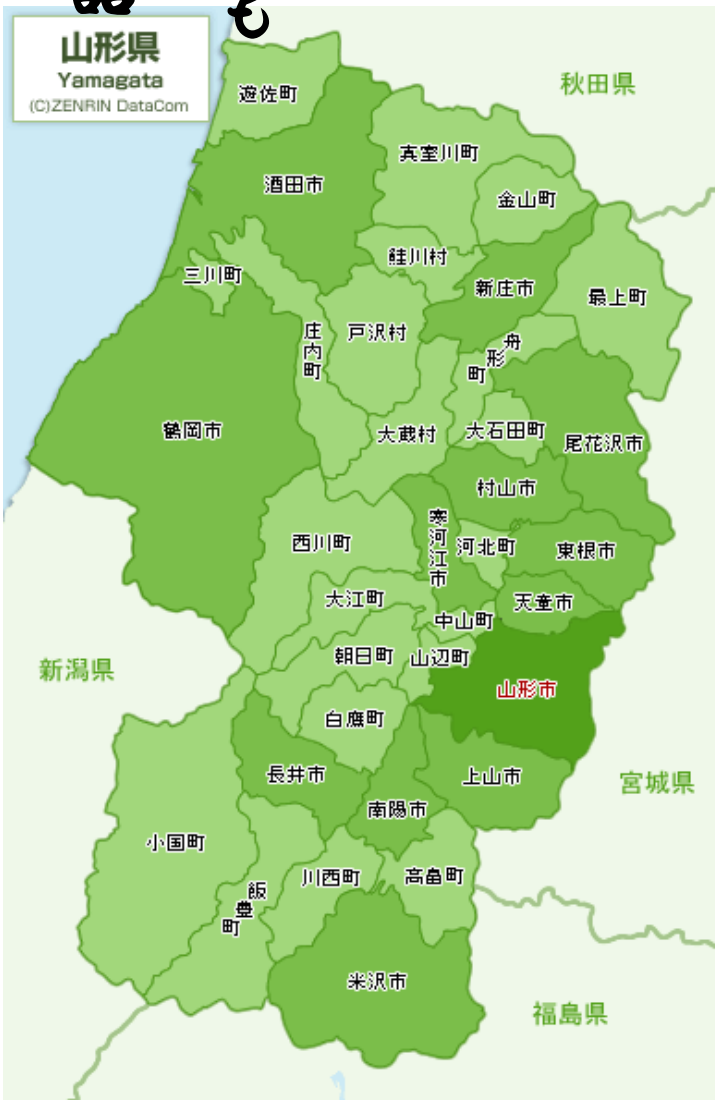 も
山形県
Yamagata
(C)ZENRIN DataCom
秋田県
遊佐町
真室川町
酒田市
金山町
鮭川村
三川町
新庄市
最上町
庄内町
戸沢村
舟形町
鶴岡市
大蔵村
大石田町
尾花沢市
村山市
西川町
寒河江市
河北町
東根市
大江町
天童市
中山町
朝日町
山辺町
新潟県
山形市
白鷹町
長井市
上山市
宮城県
南陽市
小国町
川西町
高畠町
飯豊町
米沢市
福島県